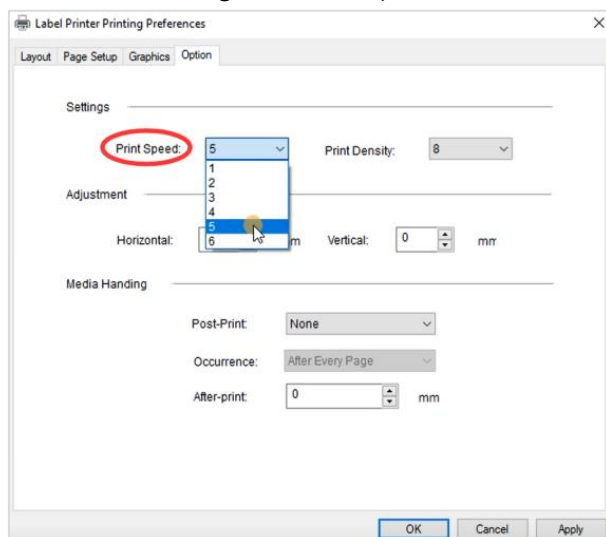 Label Printer Printing Preferences
Layout Page Setup Graphics Option
Settings
Print Speed: 5 Print Density: 8
1
2
3
4
5
6
Adjustment
Horizontal: m Vertical: 0 mm
Media Handing
Post-Print: None
Occurrence: After Every Page
After-print: 0 mm
OK Cancel Apply